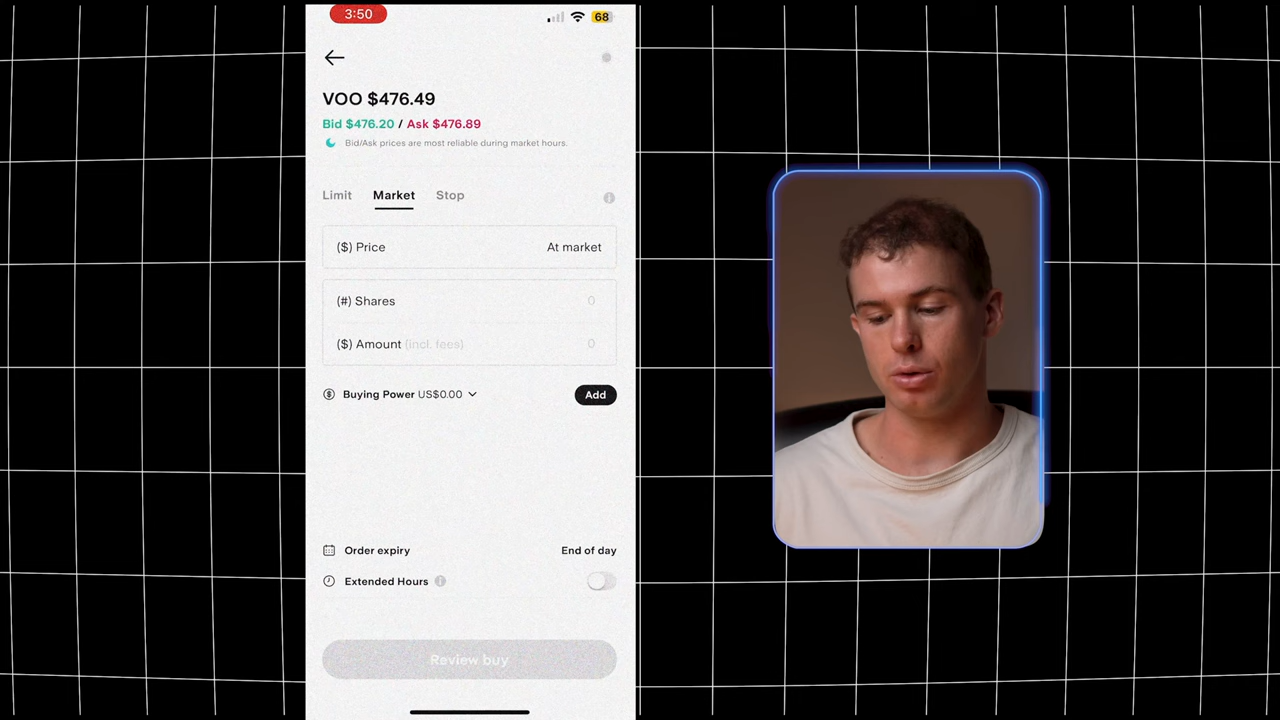 3:50
68
VOO $476.49
Bid $476.20 / Ask $476.89
Bid/Ask prices are most reliable during market hours.
Limit Market Stop
($) Price At market
(#) Shares 0
($) Amount (incl. fees) 0
Buying Power US$0.00 Add
Order expiry End of day
Extended Hours
Review buy